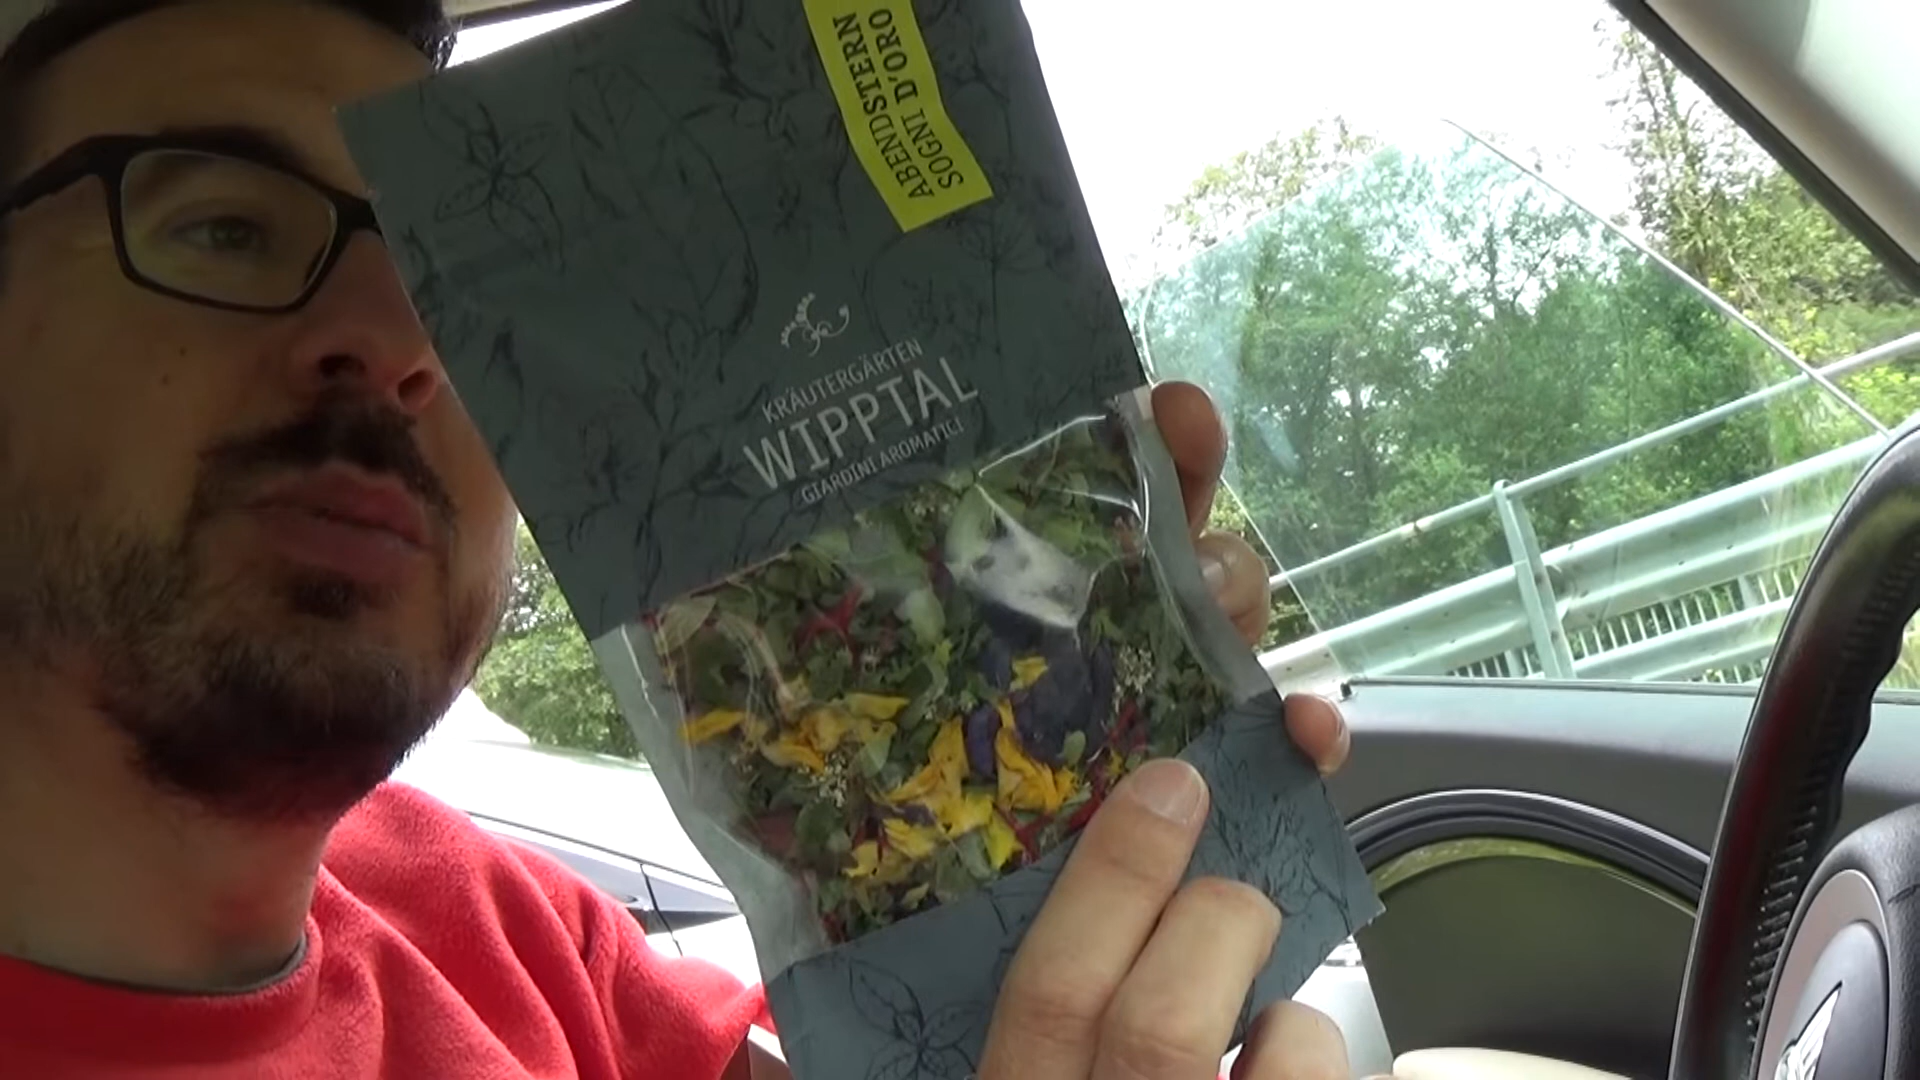 ABENDSTERN
SOGNI D'ORO
KRÄUTERGÄRTEN
WIPPTAL
GIARDINI AROMATICI